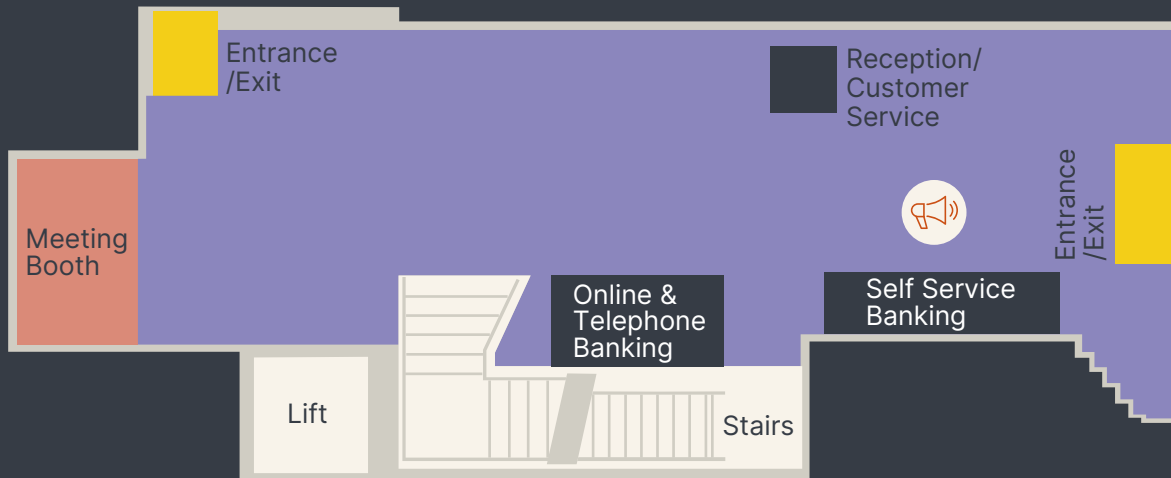 Entrance
/Exit
Reception/
Customer
Service
Entrance
/Exit
Meeting
Booth
Online &
Telephone
Banking
Self Service
Banking
Lift
Stairs